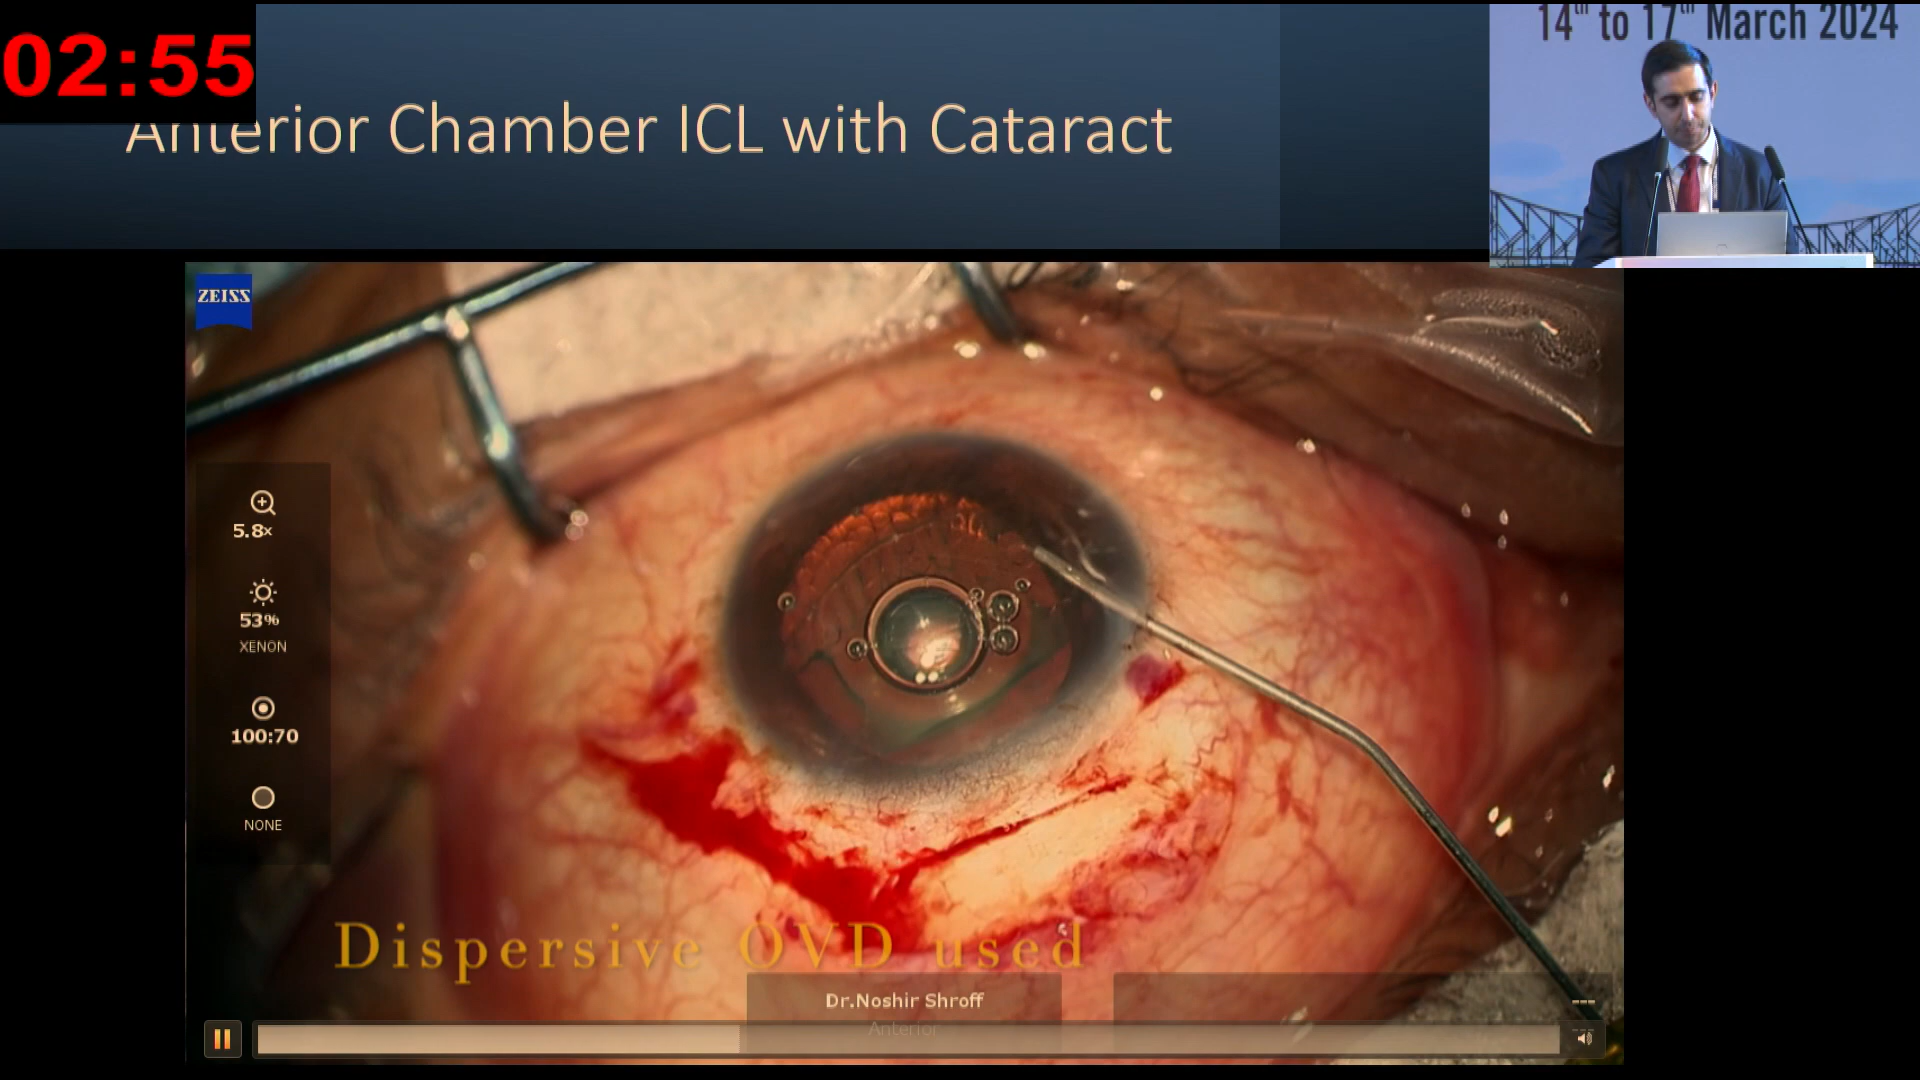 02:55
14th to 17th March 2024
Anterior Chamber ICL with Cataract
ZEISS
5.8x
53%
XENON
100:70
NONE
Dispersive OVD used
Dr.Noshir Shroff
Anterior